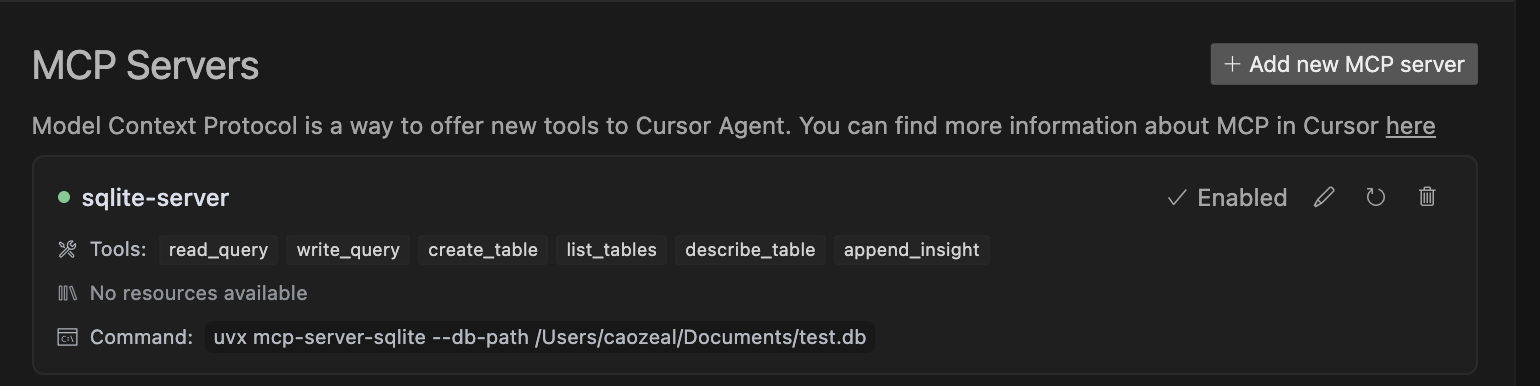 MCP Servers
+ Add new MCP server
Model Context Protocol is a way to offer new tools to Cursor Agent. You can find more information about MCP in Cursor here
sqlite-server
Enabled
Tools: read_query write_query create_table list_tables describe_table append_insight
No resources available
Command: uvx mcp-server-sqlite --db-path /Users/caozeal/Documents/test.db